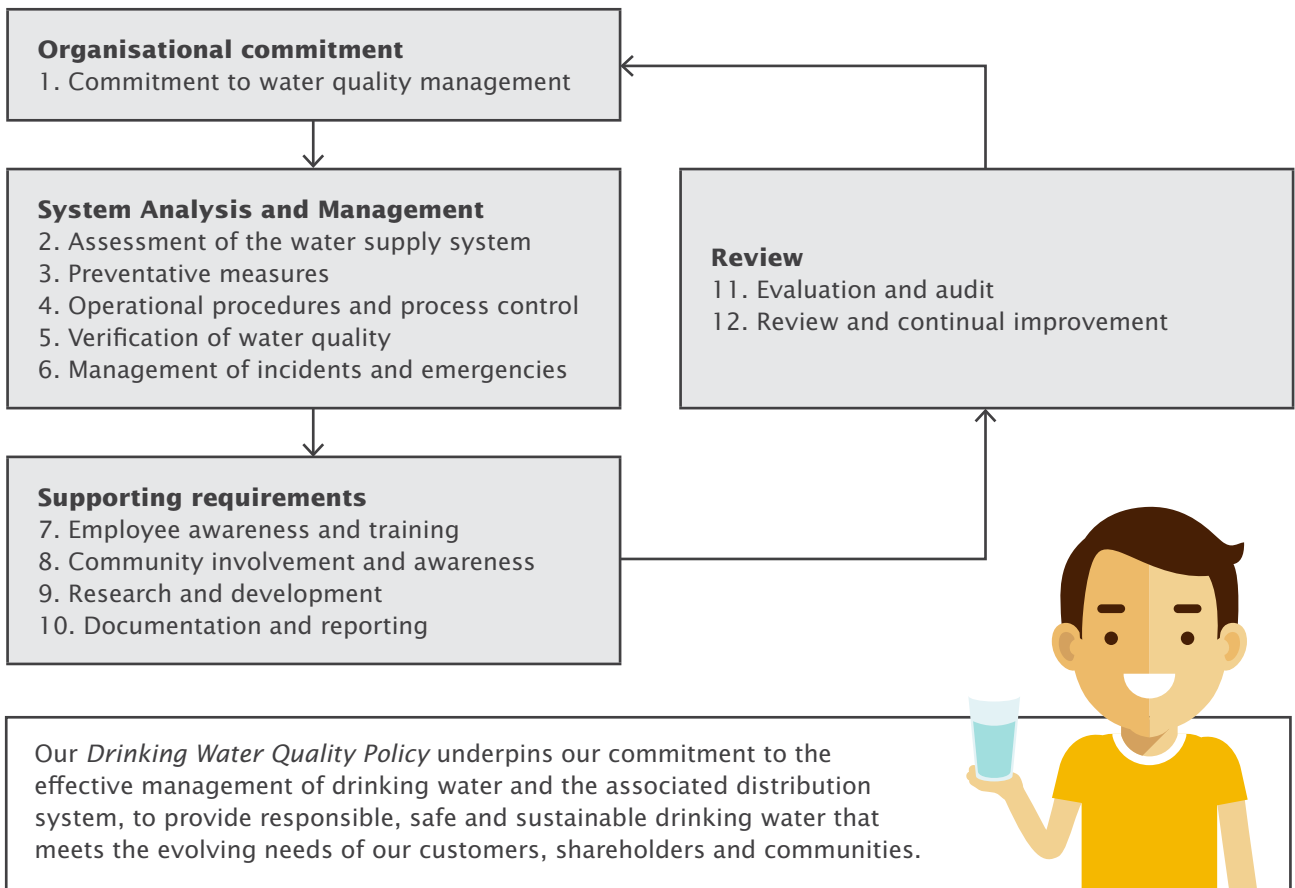 Organisational commitment
1. Commitment to water quality management
System Analysis and Management
2. Assessment of the water supply system
3. Preventative measures
4. Operational procedures and process control
5. Verification of water quality
6. Management of incidents and emergencies
Supporting requirements
7. Employee awareness and training
8. Community involvement and awareness
9. Research and development
10. Documentation and reporting
Review
11. Evaluation and audit
12. Review and continual improvement
Our Drinking Water Quality Policy underpins our commitment to the
effective management of drinking water and the associated distribution
system, to provide responsible, safe and sustainable drinking water that
meets the evolving needs of our customers, shareholders and communities.